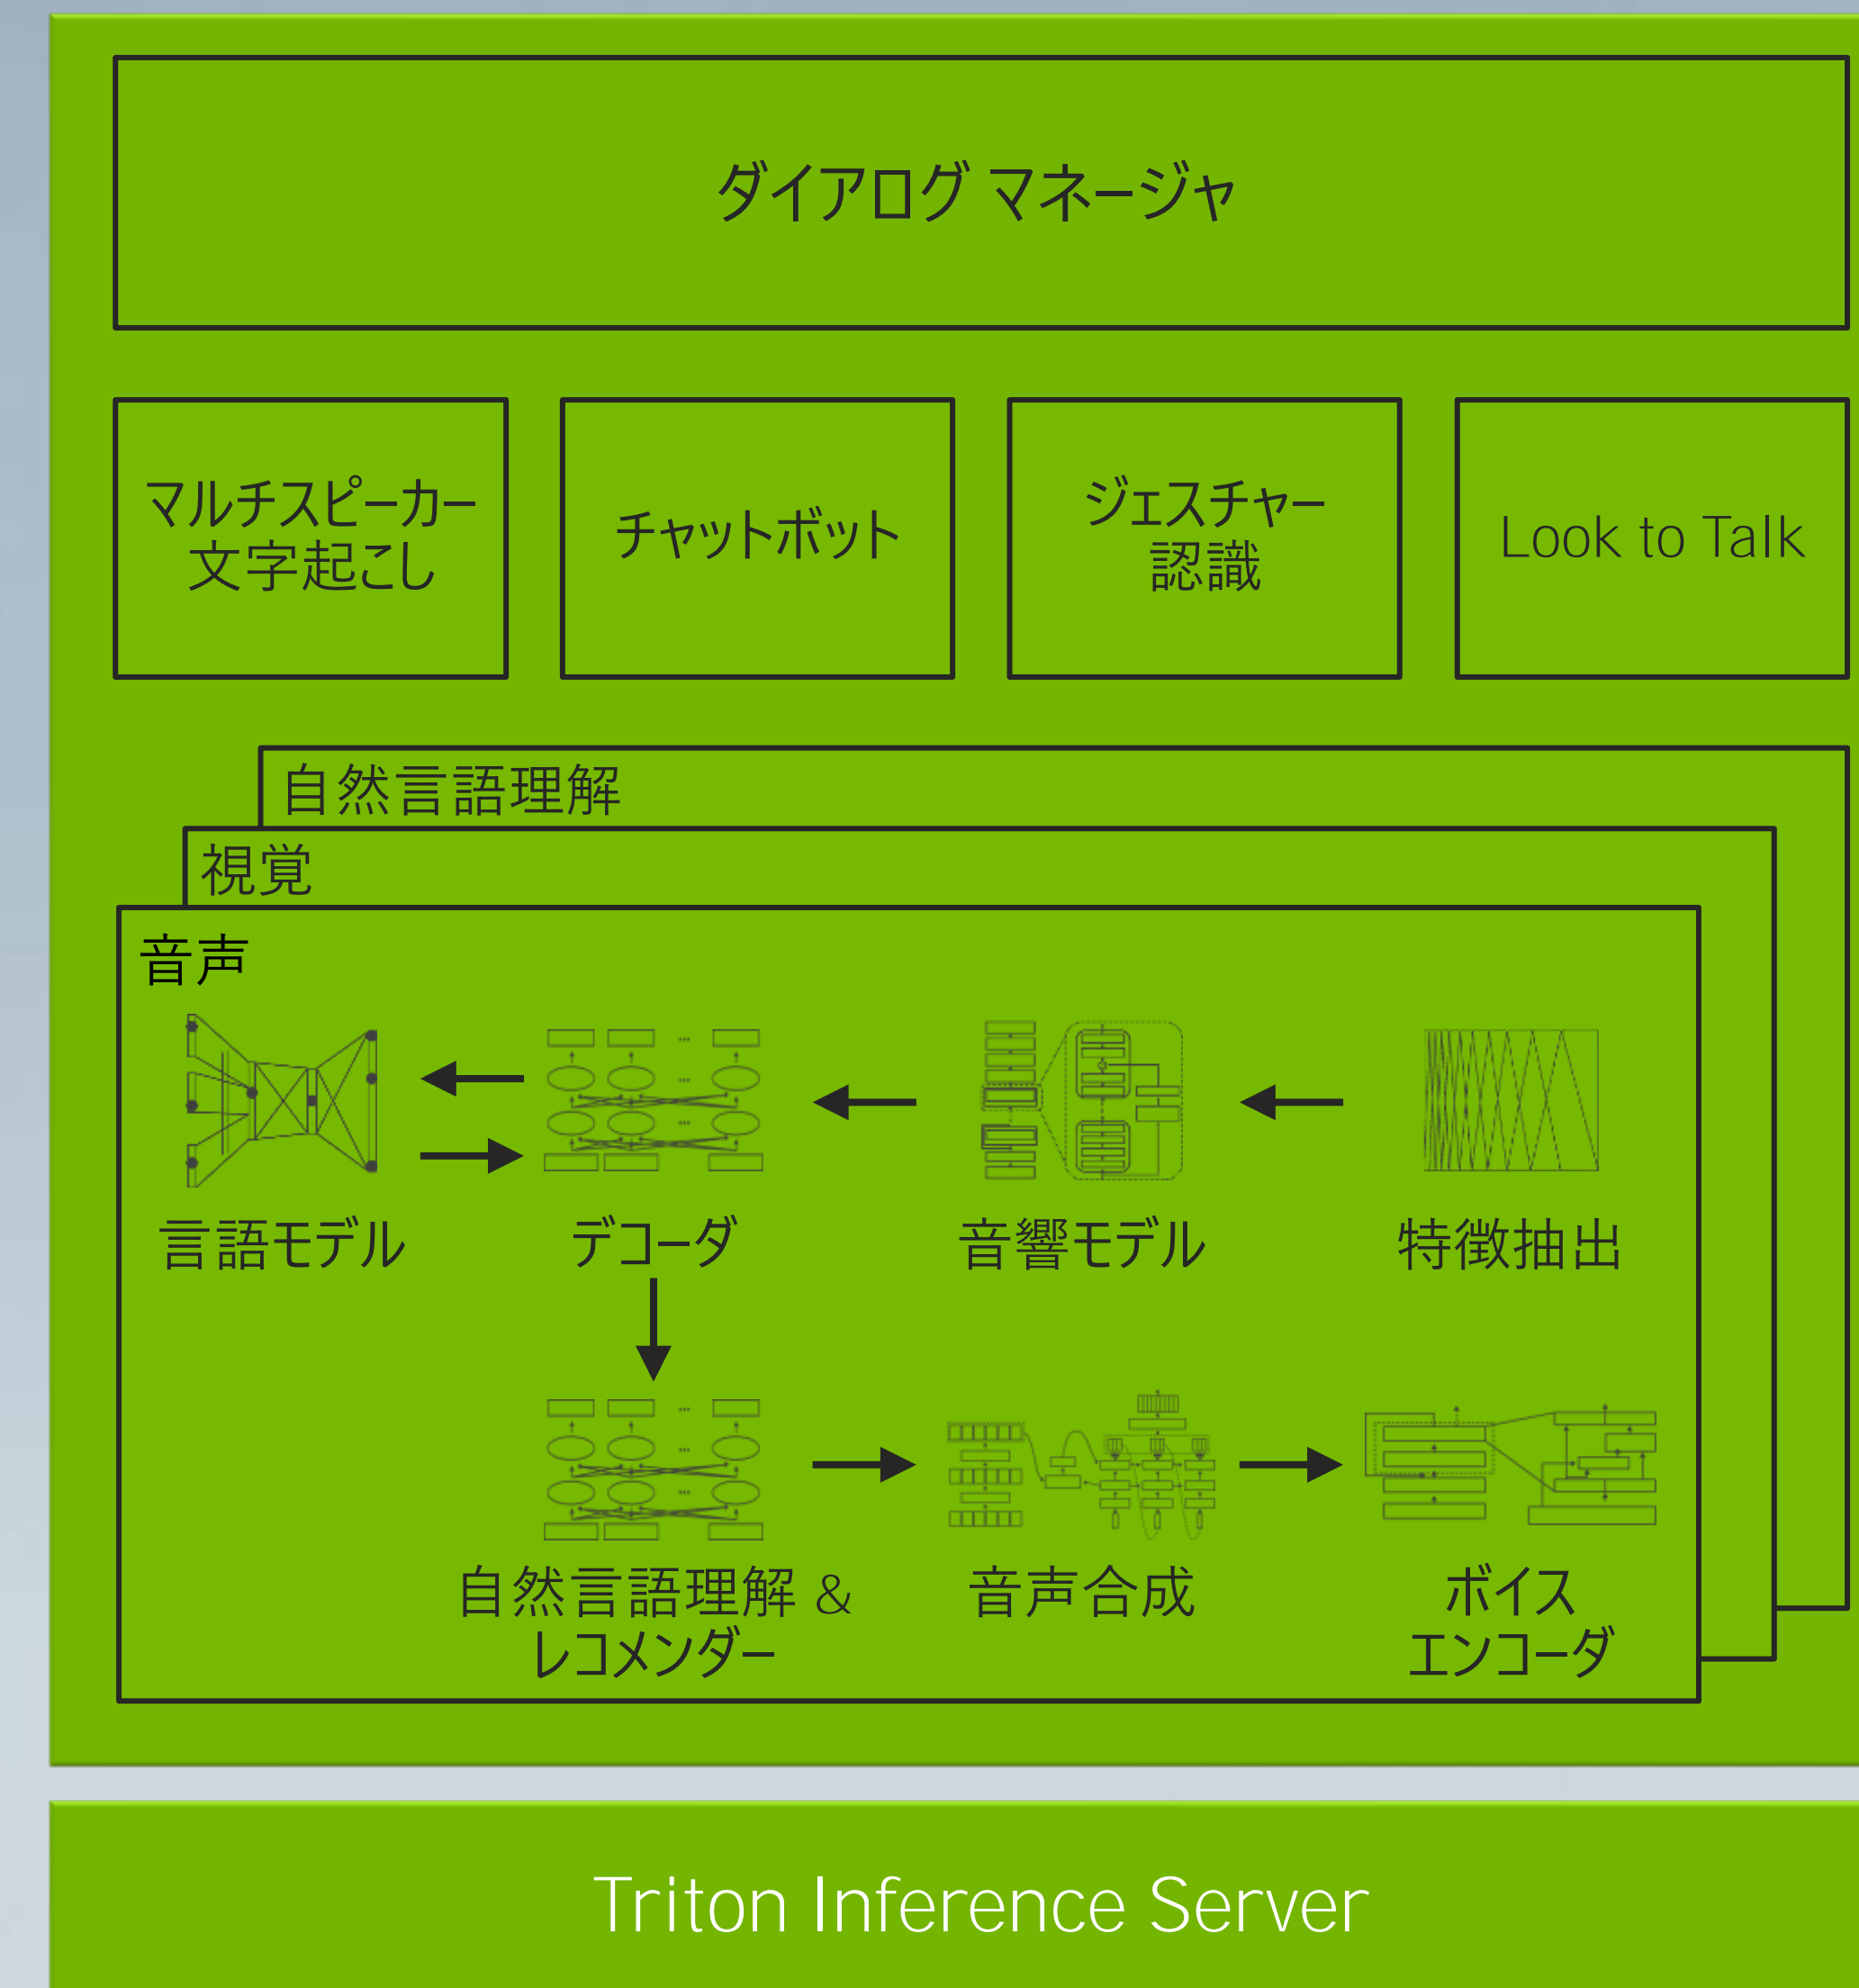 ダイアログ マネージャ
マルチスピーカー
文字起こし
チャットボット
ジェスチャー
認識
Look to Talk
自然言語理解
視覚
音声
言語モデル
デコーダ
音響モデル
特徴抽出
自然言語理解 &
レコメンダー
音声合成
ボイス
エンコーダ
Triton Inference Server